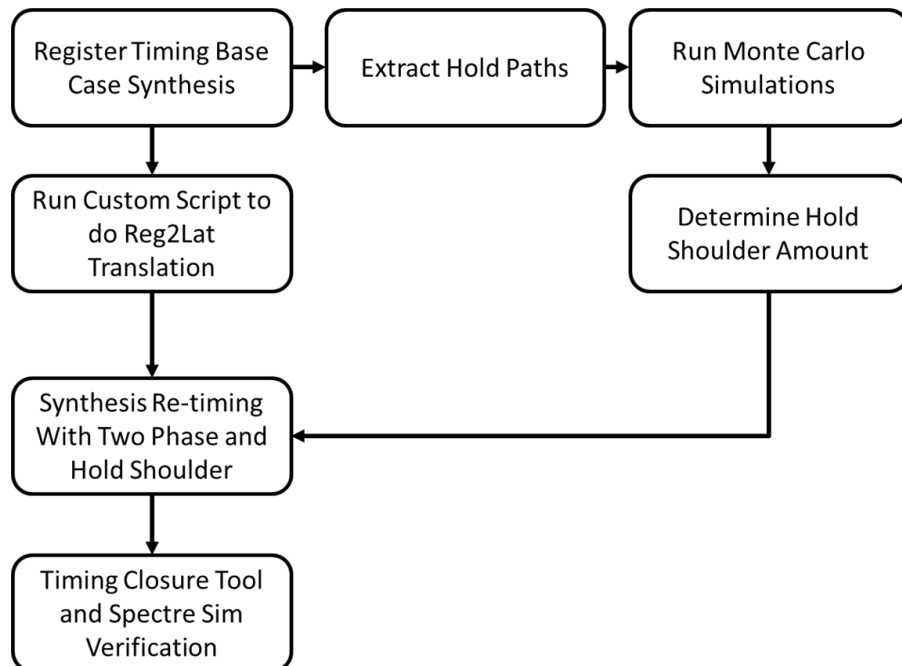 Register Timing Base
Case Synthesis
Extract Hold Paths
Run Monte Carlo
Simulations
Run Custom Script to
do Reg2Lat
Translation
Determine Hold
Shoulder Amount
Synthesis Re-timing
With Two Phase and
Hold Shoulder
Timing Closure Tool
and Spectre Sim
Verification